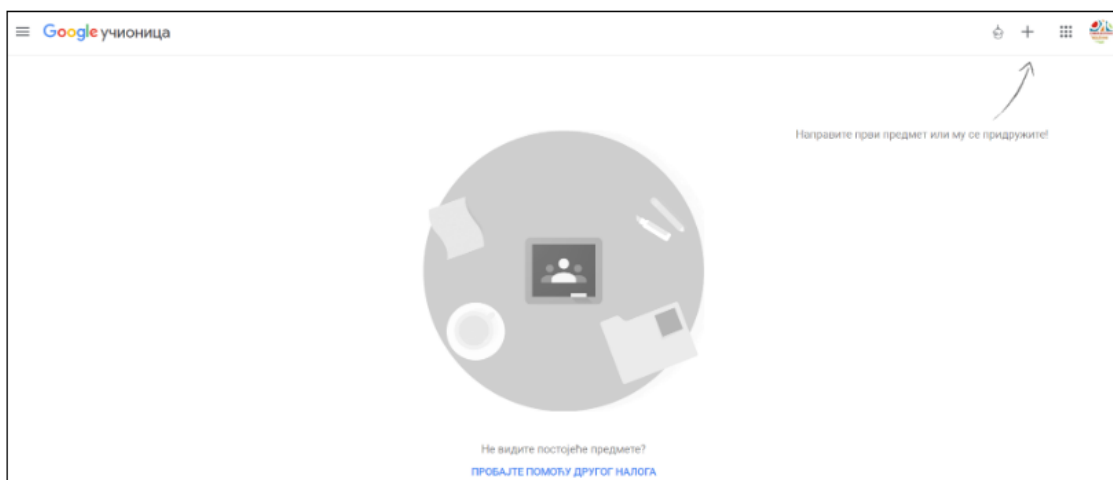 Google учионица
Направите први предмет или му се придружите!
Не видите постојеће предмете?
ПРОБАЈТЕ ПОМОЋУ ДРУГОГ НАЛОГА